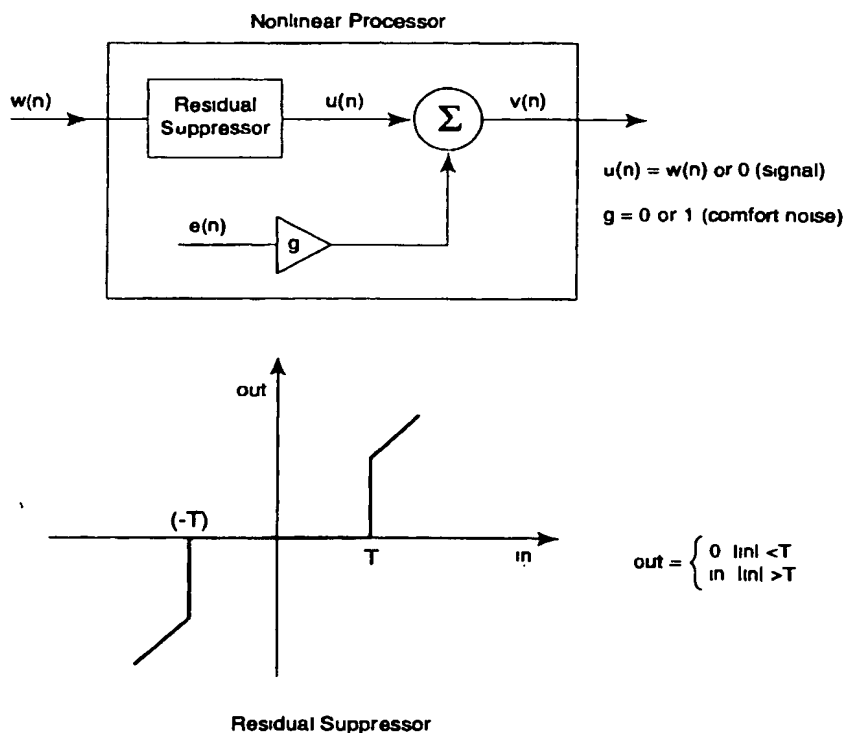 Nonlinear Processor
w(n)
Residual
Suppressor
u(n)
Σ
v(n)
u(n) = w(n) or 0 (signal)
g = 0 or 1 (comfort noise)
e(n)
g
out
(-T)
T
in
out = { 0 |in| <T
in |in| >T
Residual Suppressor